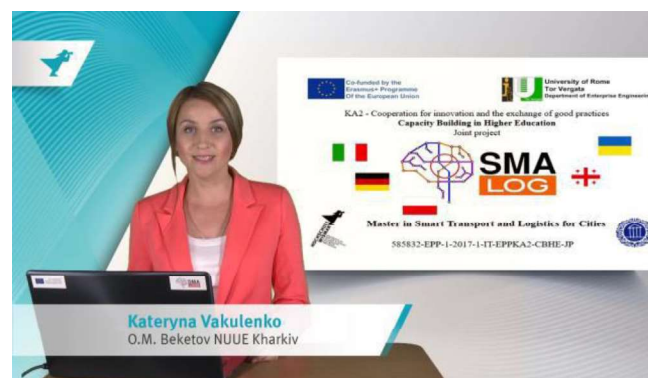 Co-funded by the
Erasmus+ Programme
Of the European Union
University of Rome
Tor Vergata
Department of Enterprise Engineering
KA2 - Cooperation for innovation and the exchange of good practices
Capacity Building in Higher Education
Joint project
SMA
LOG
Master in Smart Transport and Logistics for Cities
585832-EPP-1-2017-1-IT-EPPKA2-CBHE-JP
SMA
Kateryna Vakulenko
O.M. Beketov NUUE Kharkiv